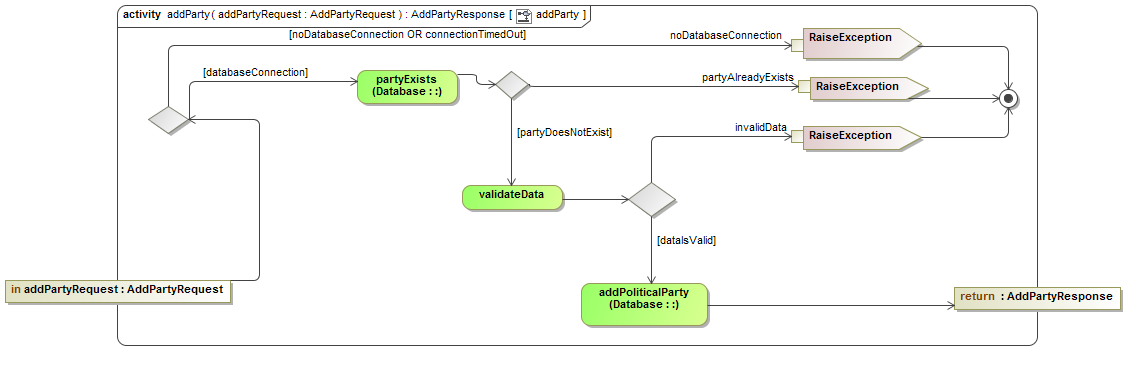 activity addParty( addPartyRequest : AddPartyRequest ) : AddPartyResponse [ addParty ]
[noDatabaseConnection OR connectionTimedOut]
noDatabaseConnection
RaiseException
[databaseConnection]
partyExists
(Database : :)
partyAlreadyExists
RaiseException
[partyDoesNotExist]
invalidData
RaiseException
validateData
[dataIsValid]
in addPartyRequest : AddPartyRequest
addPoliticalParty
(Database : :)
return : AddPartyResponse